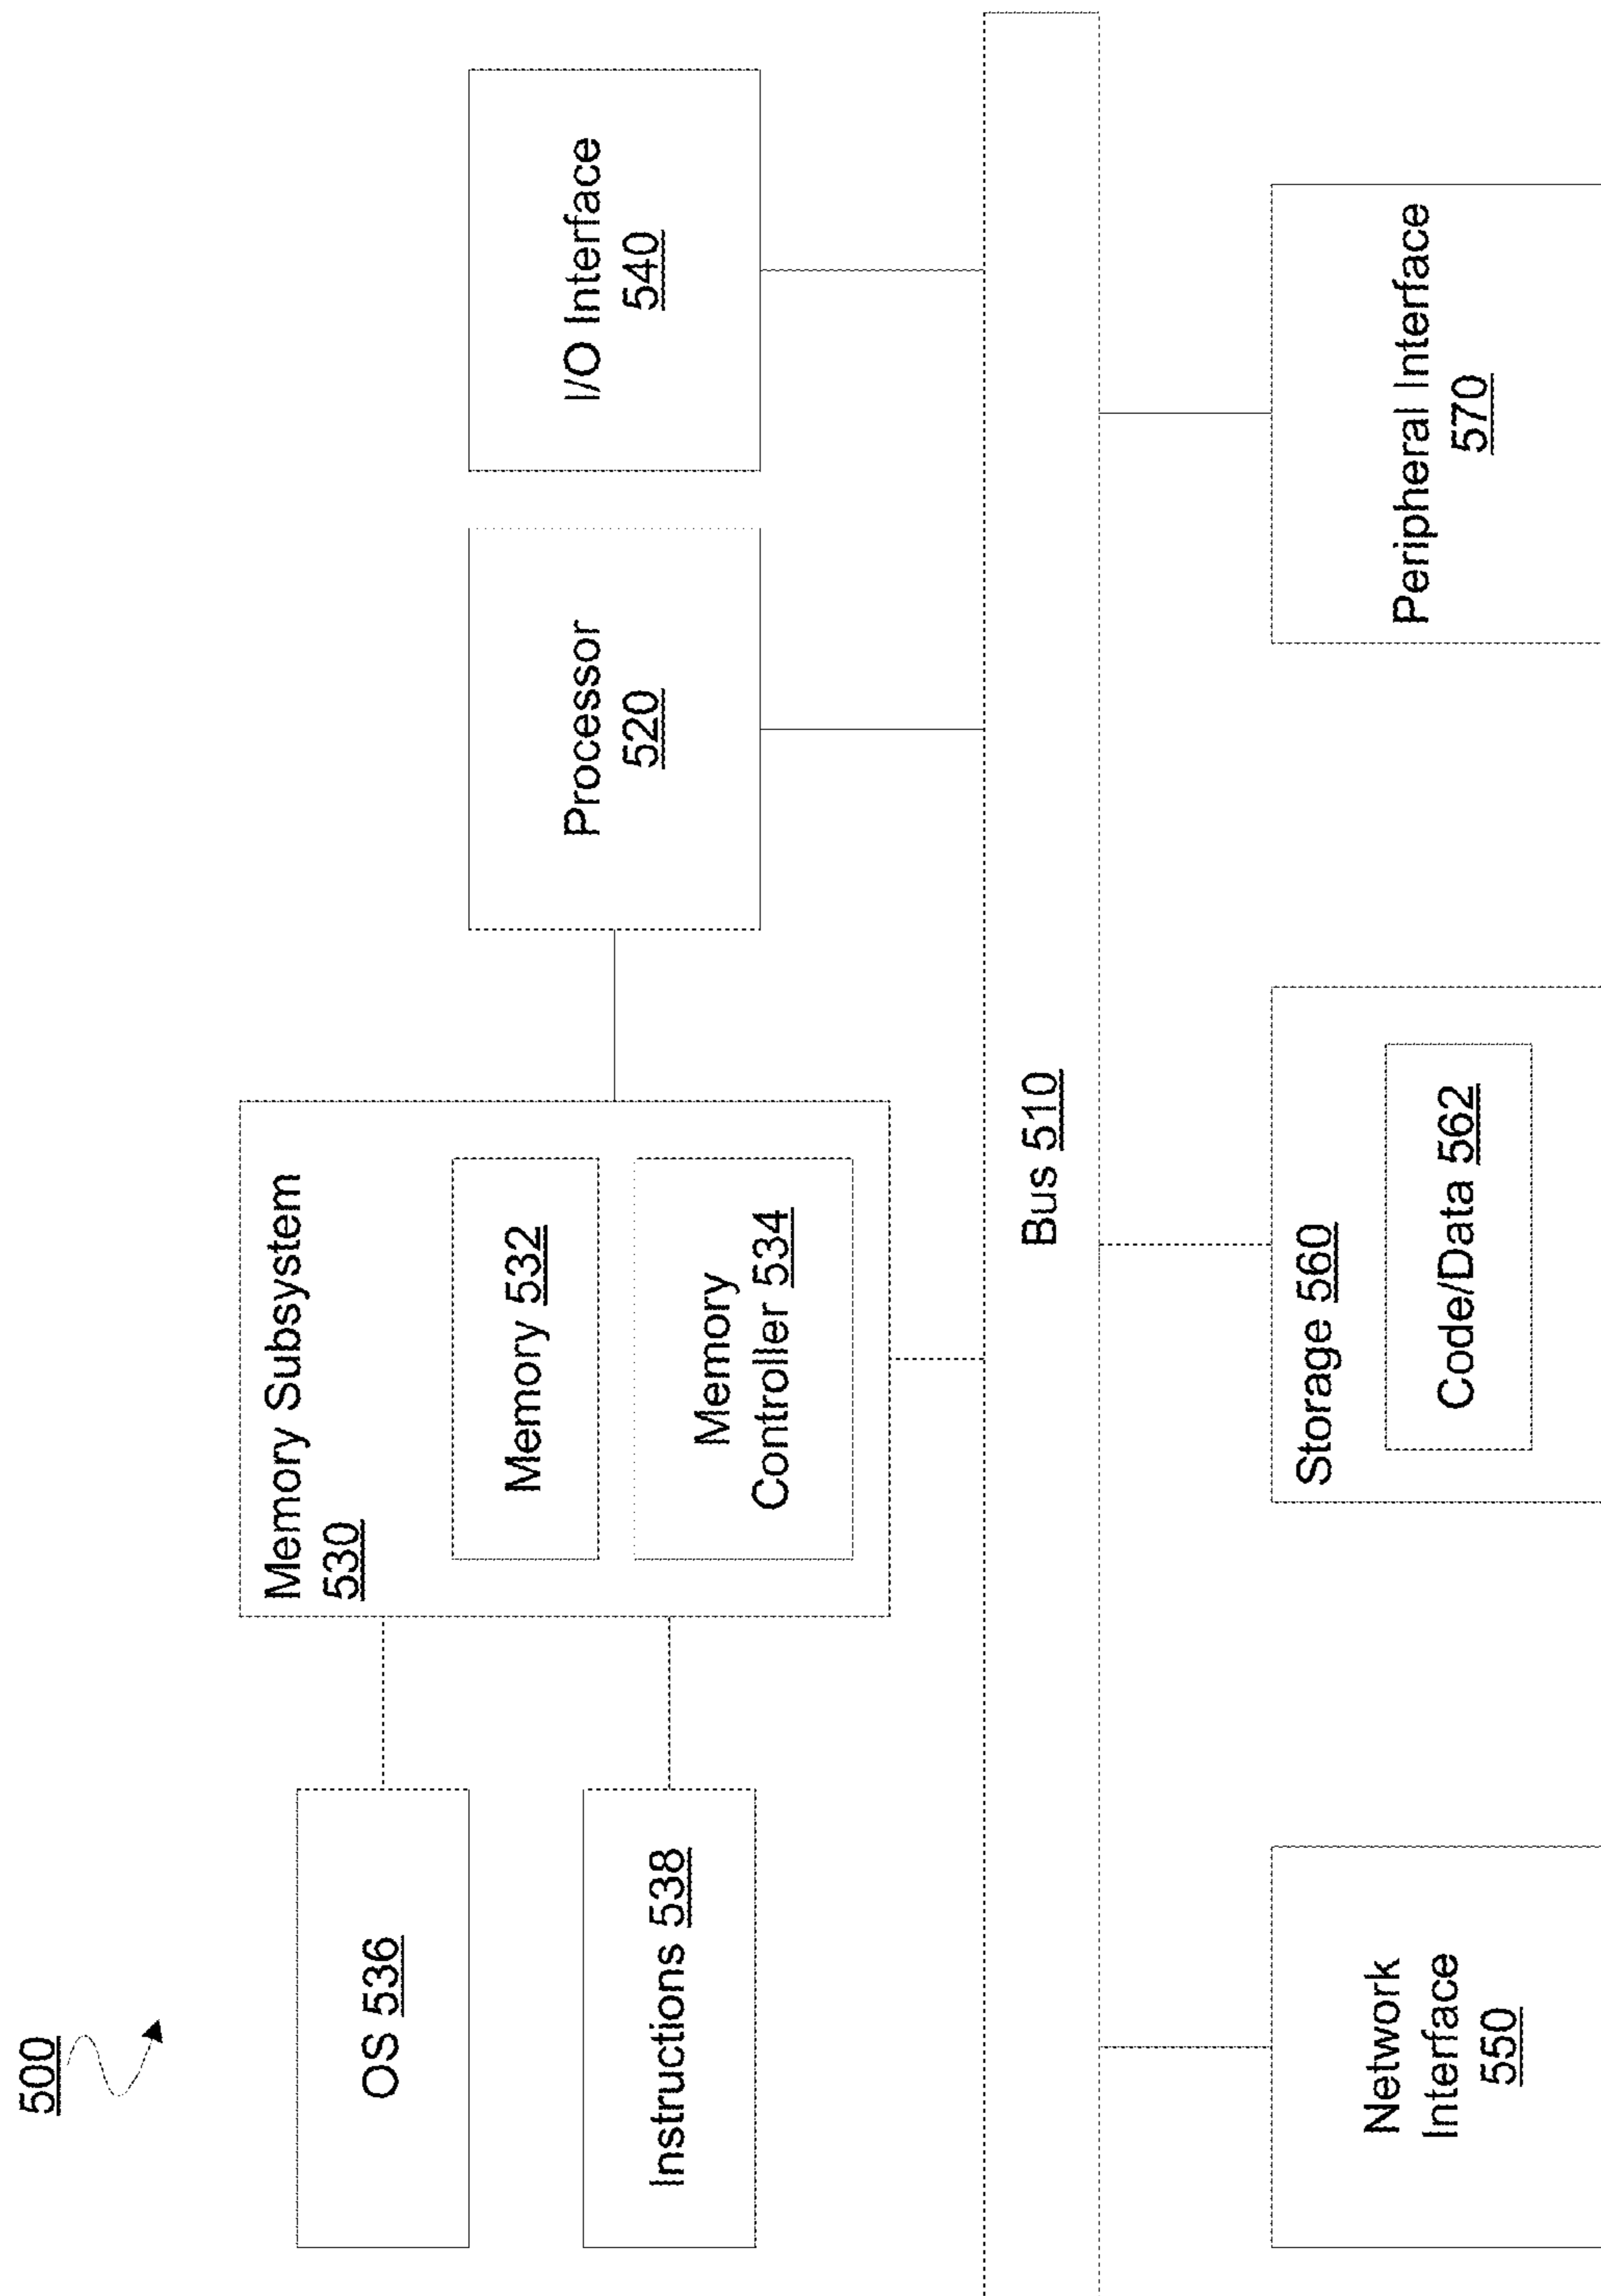 500
OS 536
Instructions 538
Memory Subsystem
530
Memory 532
Memory
Controller 534
Processor
520
I/O Interface
540
Bus 510
Network
Interface
550
Storage 560
Code/Data 562
Peripheral Interface
570